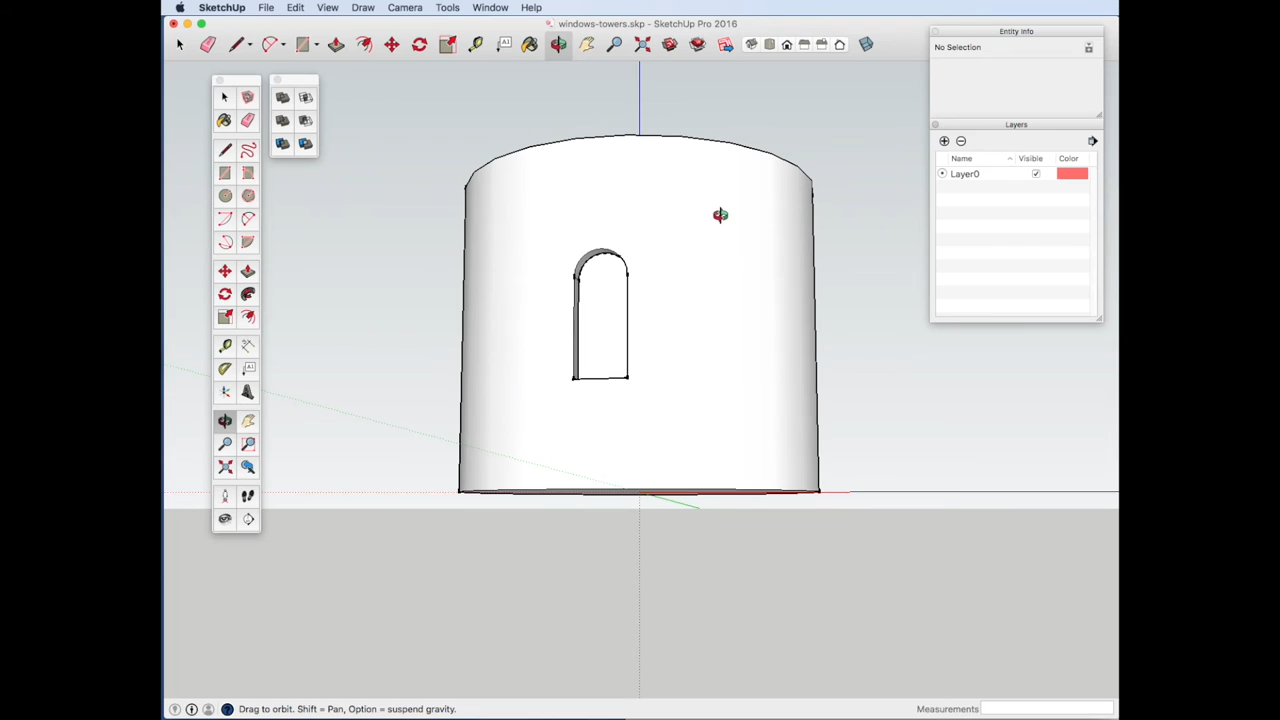 SketchUp File Edit View Draw Camera Tools Window Help
windows-towers.skp - SketchUp Pro 2016
Entity Info
No Selection
Layers
Name Visible Color
Layer0
Drag to orbit. Shift = Pan, Option = suspend gravity.
Measurements